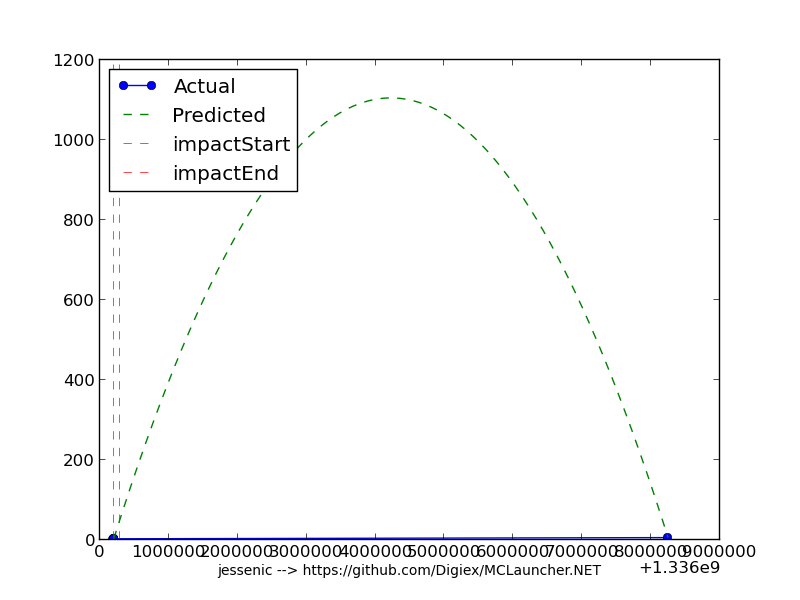 1200
1000
800
600
400
200
0
Actual
Predicted
impactStart
impactEnd
0 1000000 2000000 3000000 4000000 5000000 6000000 7000000 8000000 9000000
jessenic --> https://github.com/Digiex/MCLauncher.NET
+1.336e9